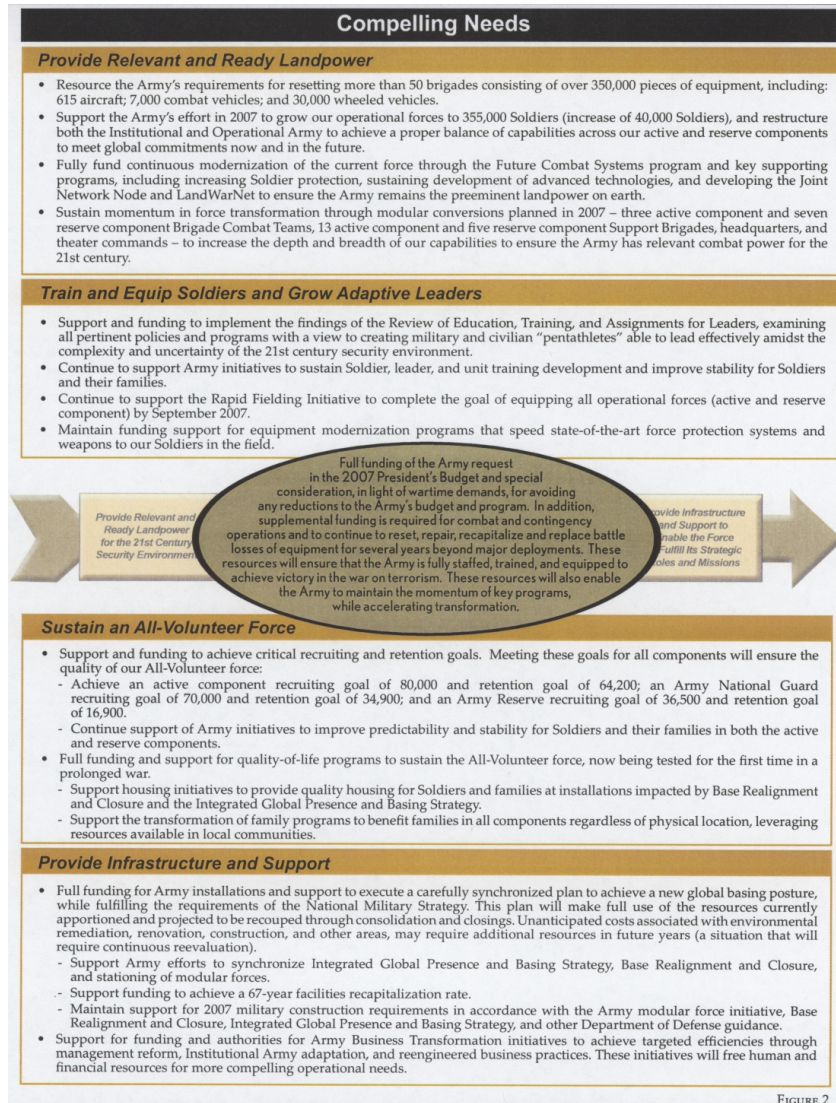 Compelling Needs
Provide Relevant and Ready Landpower
• Resource the Army's requirements for resetting more than 50 brigades consisting of over 350,000 pieces of equipment, including:
615 aircraft; 7,000 combat vehicles; and 30,000 wheeled vehicles.
• Support the Army's effort in 2007 to grow our operational forces to 355,000 Soldiers (increase of 40,000 Soldiers), and restructure
both the Institutional and Operational Army to achieve a proper balance of capabilities across our active and reserve components
to meet global commitments now and in the future.
• Fully fund continuous modernization of the current force through the Future Combat Systems program and key supporting
programs, including increasing Soldier protection, sustaining development of advanced technologies, and developing the Joint
Network Node and LandWarNet to ensure the Army remains the preeminent landpower on earth.
• Sustain momentum in force transformation through modular conversions planned in 2007 – three active component and seven
reserve component Brigade Combat Teams, 13 active component and five reserve component Support Brigades, headquarters, and
theater commands – to increase the depth and breadth of our capabilities to ensure the Army has relevant combat power for the
21st century.
Train and Equip Soldiers and Grow Adaptive Leaders
• Support and funding to implement the findings of the Review of Education, Training, and Assignments for Leaders, examining
all pertinent policies and programs with a view to creating military and civilian "pentathletes" able to lead effectively amidst the
complexity and uncertainty of the 21st century security environment.
• Continue to support Army initiatives to sustain Soldier, leader, and unit training development and improve stability for Soldiers
and their families.
• Continue to support the Rapid Fielding Initiative to complete the goal of equipping all operational forces (active and reserve
component) by September 2007.
• Maintain funding support for equipment modernization programs that speed state-of-the-art force protection systems and
weapons to our Soldiers in the field.
Provide Relevant and
Ready Landpower
for the 21st Century
Security Environmen
Full funding of the Army request
in the 2007 President's Budget and special
consideration, in light of wartime demands, for avoiding
any reductions to the Army's budget and program. In addition,
supplemental funding is required for combat and contingency
operations and to continue to reset, repair, recapitalize and replace battle
losses of equipment for several years beyond major deployments. These
resources will ensure that the Army is fully staffed, trained, and equipped to
achieve victory in the war on terrorism. These resources will also enable
the Army to maintain the momentum of key programs,
while accelerating transformation.
ovide Infrastructure
and Support to
nable the Force
Fulfill Its Strategic
oles and Missions
Sustain an All-Volunteer Force
• Support and funding to achieve critical recruiting and retention goals. Meeting these goals for all components will ensure the
quality of our All-Volunteer force:
- Achieve an active component recruiting goal of 80,000 and retention goal of 64,200; an Army National Guard
recruiting goal of 70,000 and retention goal of 34,900; and an Army Reserve recruiting goal of 36,500 and retention goal
of 16,900.
- Continue support of Army initiatives to improve predictability and stability for Soldiers and their families in both the active
and reserve components.
• Full funding and support for quality-of-life programs to sustain the All-Volunteer force, now being tested for the first time in a
prolonged war.
- Support housing initiatives to provide quality housing for Soldiers and families at installations impacted by Base Realignment
and Closure and the Integrated Global Presence and Basing Strategy.
- Support the transformation of family programs to benefit families in all components regardless of physical location, leveraging
resources available in local communities.
Provide Infrastructure and Support
• Full funding for Army installations and support to execute a carefully synchronized plan to achieve a new global basing posture,
while fulfilling the requirements of the National Military Strategy. This plan will make full use of the resources currently
apportioned and projected to be recouped through consolidation and closings. Unanticipated costs associated with environmental
remediation, renovation, construction, and other areas, may require additional resources in future years (a situation that will
require continuous reevaluation).
- Support Army efforts to synchronize Integrated Global Presence and Basing Strategy, Base Realignment and Closure,
and stationing of modular forces.
- Support funding to achieve a 67-year facilities recapitalization rate.
- Maintain support for 2007 military construction requirements in accordance with the Army modular force initiative, Base
Realignment and Closure, Integrated Global Presence and Basing Strategy, and other Department of Defense guidance.
• Support for funding and authorities for Army Business Transformation initiatives to achieve targeted efficiencies through
management reform, Institutional Army adaptation, and reengineered business practices. These initiatives will free human and
financial resources for more compelling operational needs.
FIGURE 2